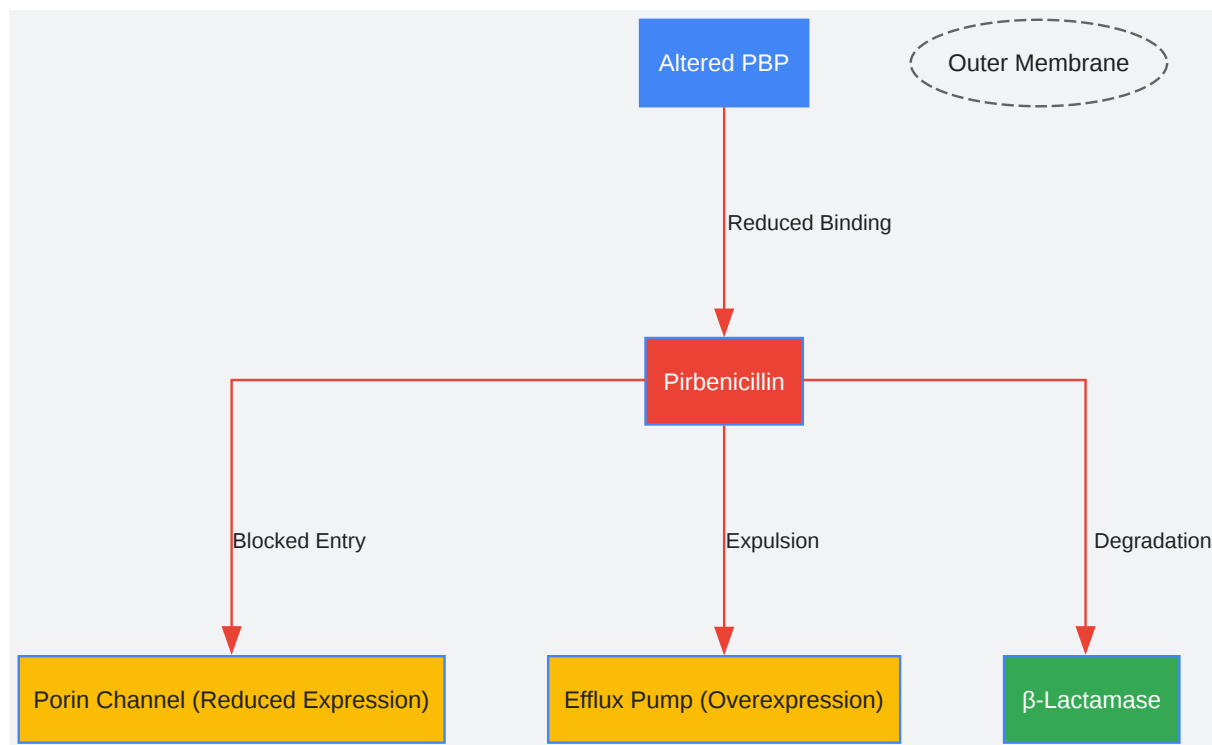 Altered PBP
Outer Membrane
Reduced Binding
Pirbenicillin
Blocked Entry
Expulsion
Degradation
Porin Channel (Reduced Expression)
Efflux Pump (Overexpression)
β-Lactamase